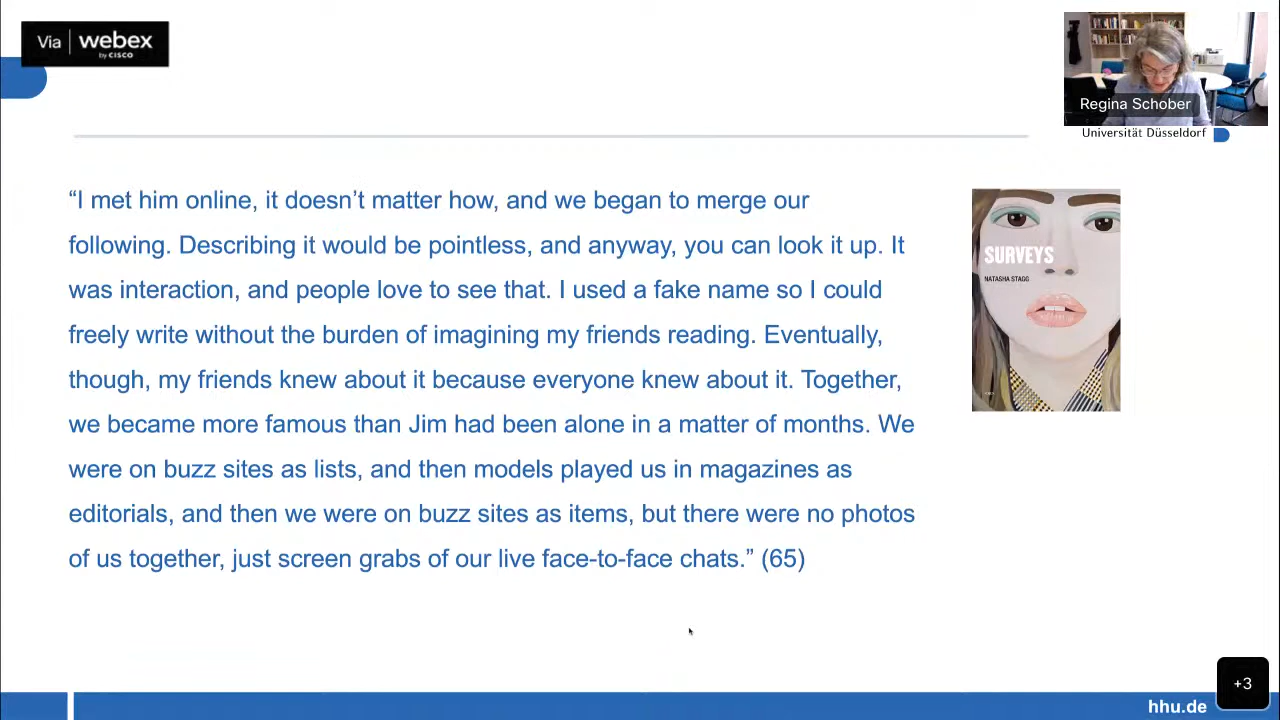 Via webex
by CISCO
Regina Schober
Universität Düsseldorf
“I met him online, it doesn’t matter how, and we began to merge our
following. Describing it would be pointless, and anyway, you can look it up. It
was interaction, and people love to see that. I used a fake name so I could
freely write without the burden of imagining my friends reading. Eventually,
though, my friends knew about it because everyone knew about it. Together,
we became more famous than Jim had been alone in a matter of months. We
were on buzz sites as lists, and then models played us in magazines as
editorials, and then we were on buzz sites as items, but there were no photos
of us together, just screen grabs of our live face-to-face chats.” (65)
SURVEYS
NATASHA STAGG
+3
hhu.de